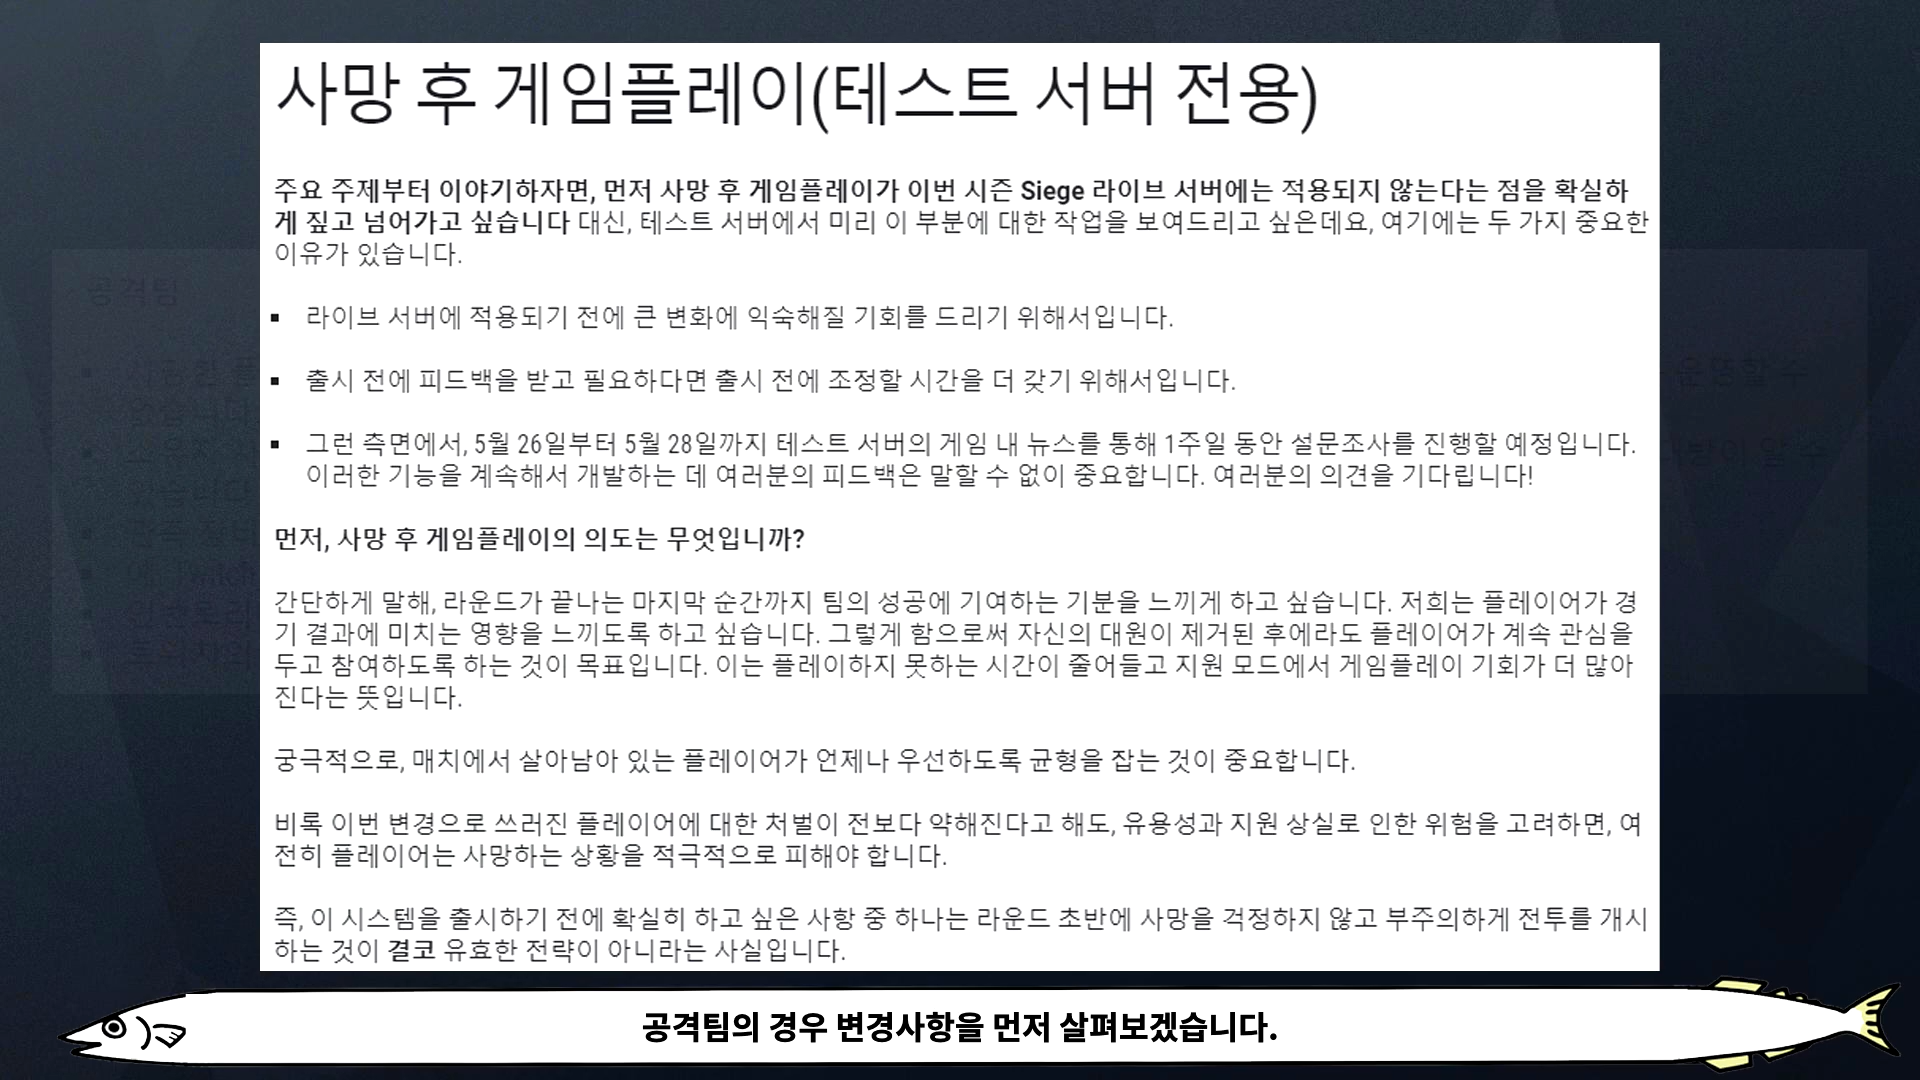 사망 후 게임플레이(테스트 서버 전용)
주요 주제부터 이야기하자면, 먼저 사망 후 게임플레이가 이번 시즌 Siege 라이브 서버에는 적용되지 않는다는 점을 확실하
게 짚고 넘어가고 싶습니다 대신, 테스트 서버에서 미리 이 부분에 대한 작업을 보여드리고 싶은데요, 여기에는 두 가지 중요한
이유가 있습니다.
▪ 라이브 서버에 적용되기 전에 큰 변화에 익숙해질 기회를 드리기 위해서입니다.
▪ 출시 전에 피드백을 받고 필요하다면 출시 전에 조정할 시간을 더 갖기 위해서입니다.
▪ 그런 측면에서, 5월 26일부터 5월 28일까지 테스트 서버의 게임 내 뉴스를 통해 1주일 동안 설문조사를 진행할 예정입니다.
이러한 기능을 계속해서 개발하는 데 여러분의 피드백은 말할 수 없이 중요합니다. 여러분의 의견을 기다립니다!
먼저, 사망 후 게임플레이의 의도는 무엇입니까?
간단하게 말해, 라운드가 끝나는 마지막 순간까지 팀의 성공에 기여하는 기분을 느끼게 하고 싶습니다. 저희는 플레이어가 경
기 결과에 미치는 영향을 느끼도록 하고 싶습니다. 그렇게 함으로써 자신의 대원이 제거된 후에라도 플레이어가 계속 관심을
두고 참여하도록 하는 것이 목표입니다. 이는 플레이하지 못하는 시간이 줄어들고 지원 모드에서 게임플레이 기회가 더 많아
진다는 뜻입니다.
궁극적으로, 매치에서 살아남아 있는 플레이어가 언제나 우선하도록 균형을 잡는 것이 중요합니다.
비록 이번 변경으로 쓰러진 플레이어에 대한 처벌이 전보다 약해진다고 해도, 유용성과 지원 상실로 인한 위험을 고려하면, 여
전히 플레이어는 사망하는 상황을 적극적으로 피해야 합니다.
즉, 이 시스템을 출시하기 전에 확실히 하고 싶은 사항 중 하나는 라운드 초반에 사망을 걱정하지 않고 부주의하게 전투를 개시
하는 것이 결코 유효한 전략이 아니라는 사실입니다.
공격팀
공격팀의 경우 변경사항을 먼저 살펴보겠습니다.